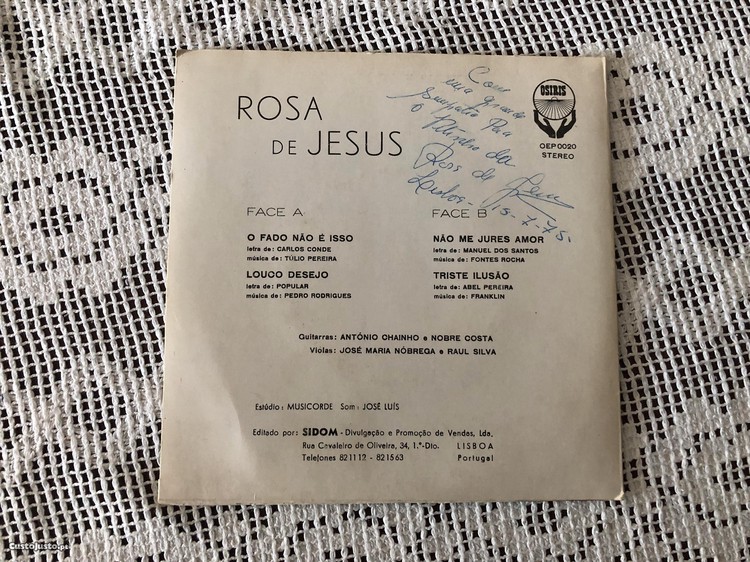 ROSA
DE JESUS
Com
uma grande
Simpatia Para
O
da
Rosa de Jesus
15-7-75.
OSIRIS
OEP 0020
STEREO
FACE A
O FADO NÃO É ISSO
letra de: CARLOS CONDE
música de: TÚLIO PEREIRA
LOUCO DESEJO
letra de: POPULAR
música de: PEDRO RODRIGUES
FACE B
NÃO ME JURES AMOR
letra de: MANUEL DOS SANTOS
música de: FONTES ROCHA
TRISTE ILUSÃO
letra de: ABEL PEREIRA
música de: FRANKLIN
Guitarras: ANTÓNIO CHAINHO e NOBRE COSTA
Violas: JOSÉ MARIA NÓBREGA e RAUL SILVA
Estúdio: MUSICORDE Som: JOSÉ LUÍS
Editado por: SIDOM - Divulgação e Promoção de Vendas, Lda.
Rua Cavaleiro de Oliveira, 34, 1.º-Dto. LISBOA
Telefones 821112 - 821563 Portugal
CustoJusto.pt